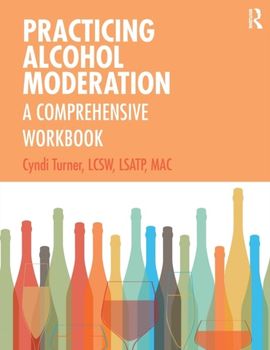 R
PRACTICING
ALCOHOL
MODERATION
A COMPREHENSIVE
WORKBOOK
Cyndi Turner, LCSW, LSATP, MAC